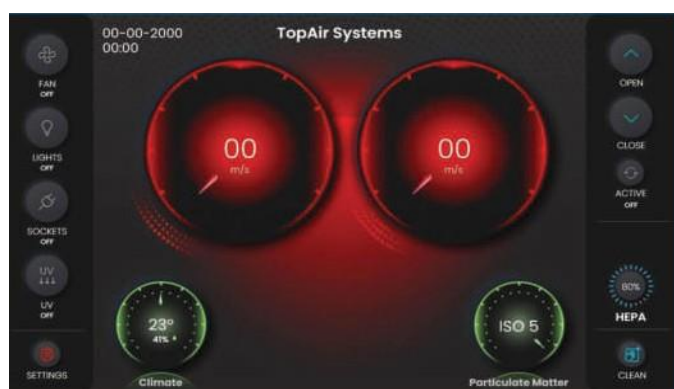 00-00-2000
00:00
TopAir Systems
FAN
OFF
LIGHTS
OFF
SOCKETS
OFF
UV
UV
OFF
SETTINGS
00
m/s
00
m/s
23°
41%
Climate
ISO 5
Particulate Matter
OPEN
CLOSE
ACTIVE
OFF
80%
HEPA
CLEAN